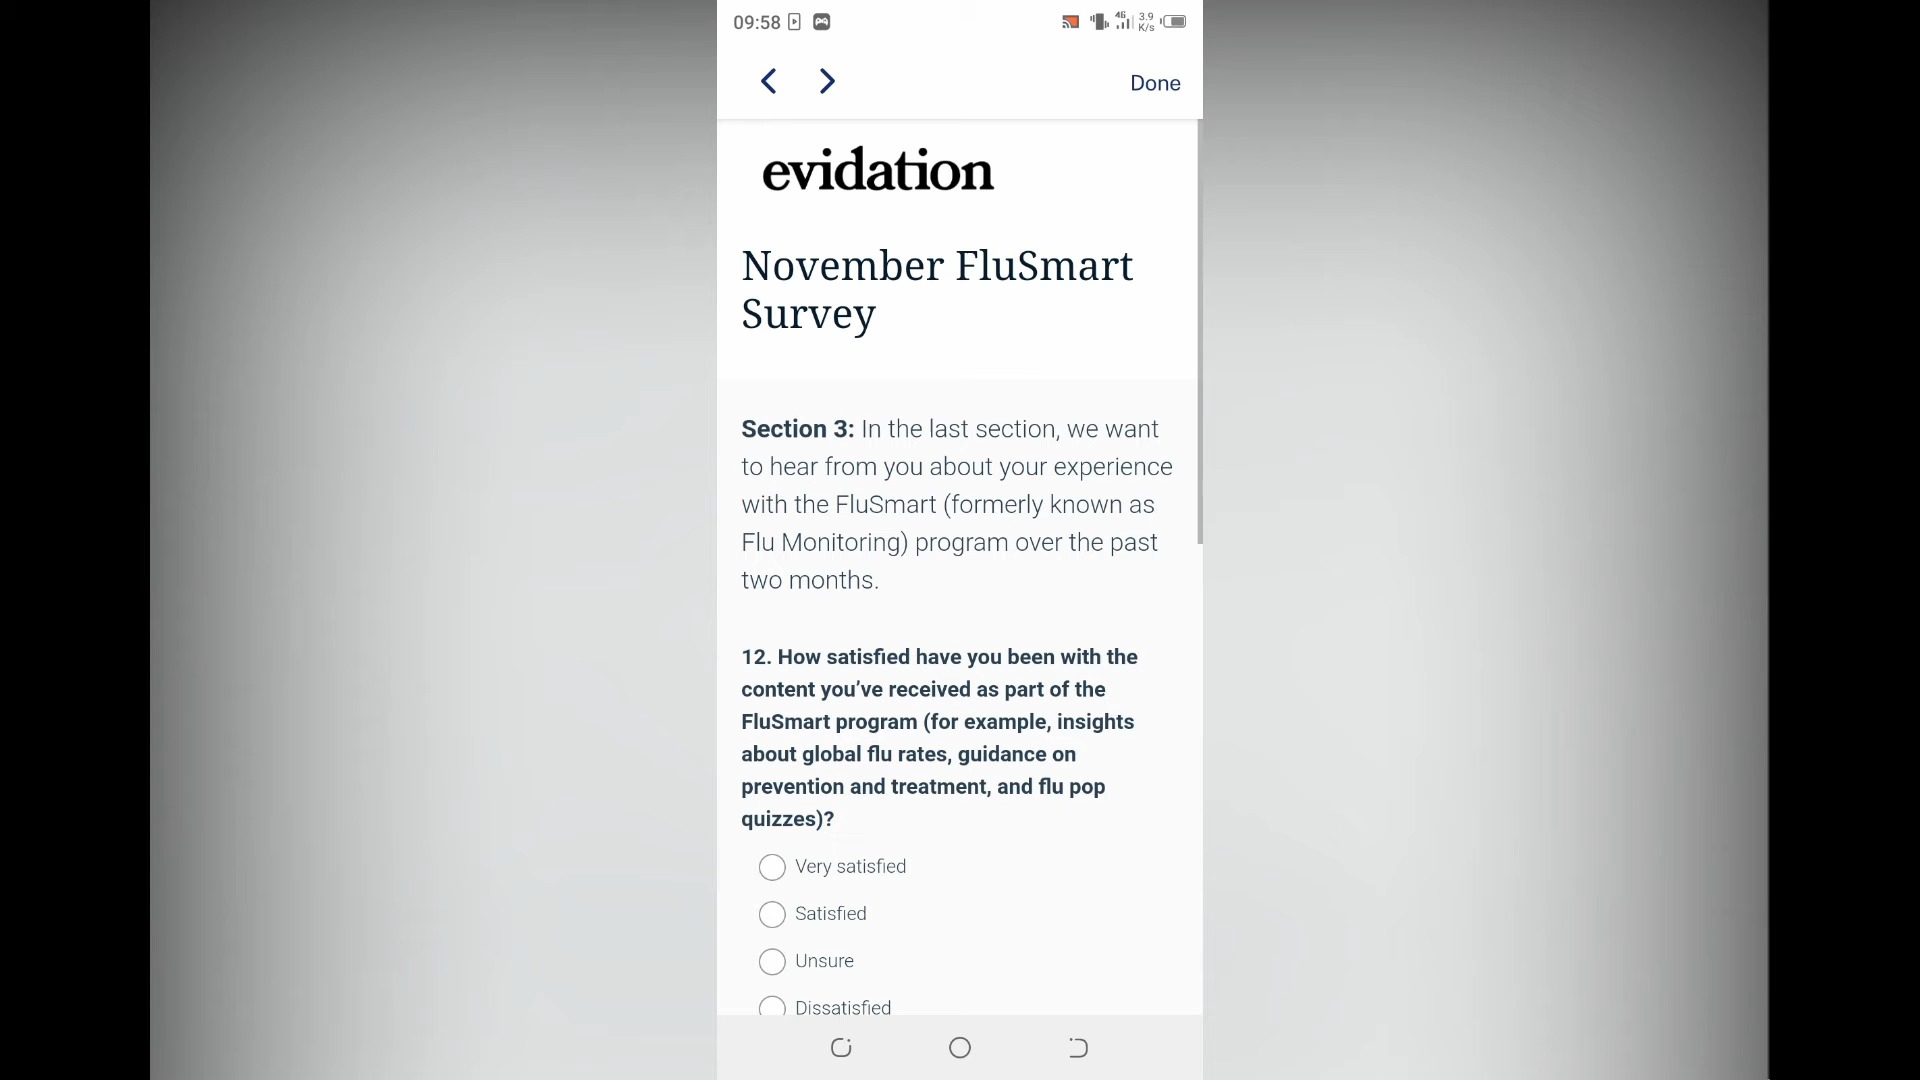 09:58
4G
3.9
K/s
Done
evidation
November FluSmart
Survey
Section 3: In the last section, we want
to hear from you about your experience
with the FluSmart (formerly known as
Flu Monitoring) program over the past
two months.
12. How satisfied have you been with the
content you’ve received as part of the
FluSmart program (for example, insights
about global flu rates, guidance on
prevention and treatment, and flu pop
quizzes)?
Very satisfied
Satisfied
Unsure
Dissatisfied